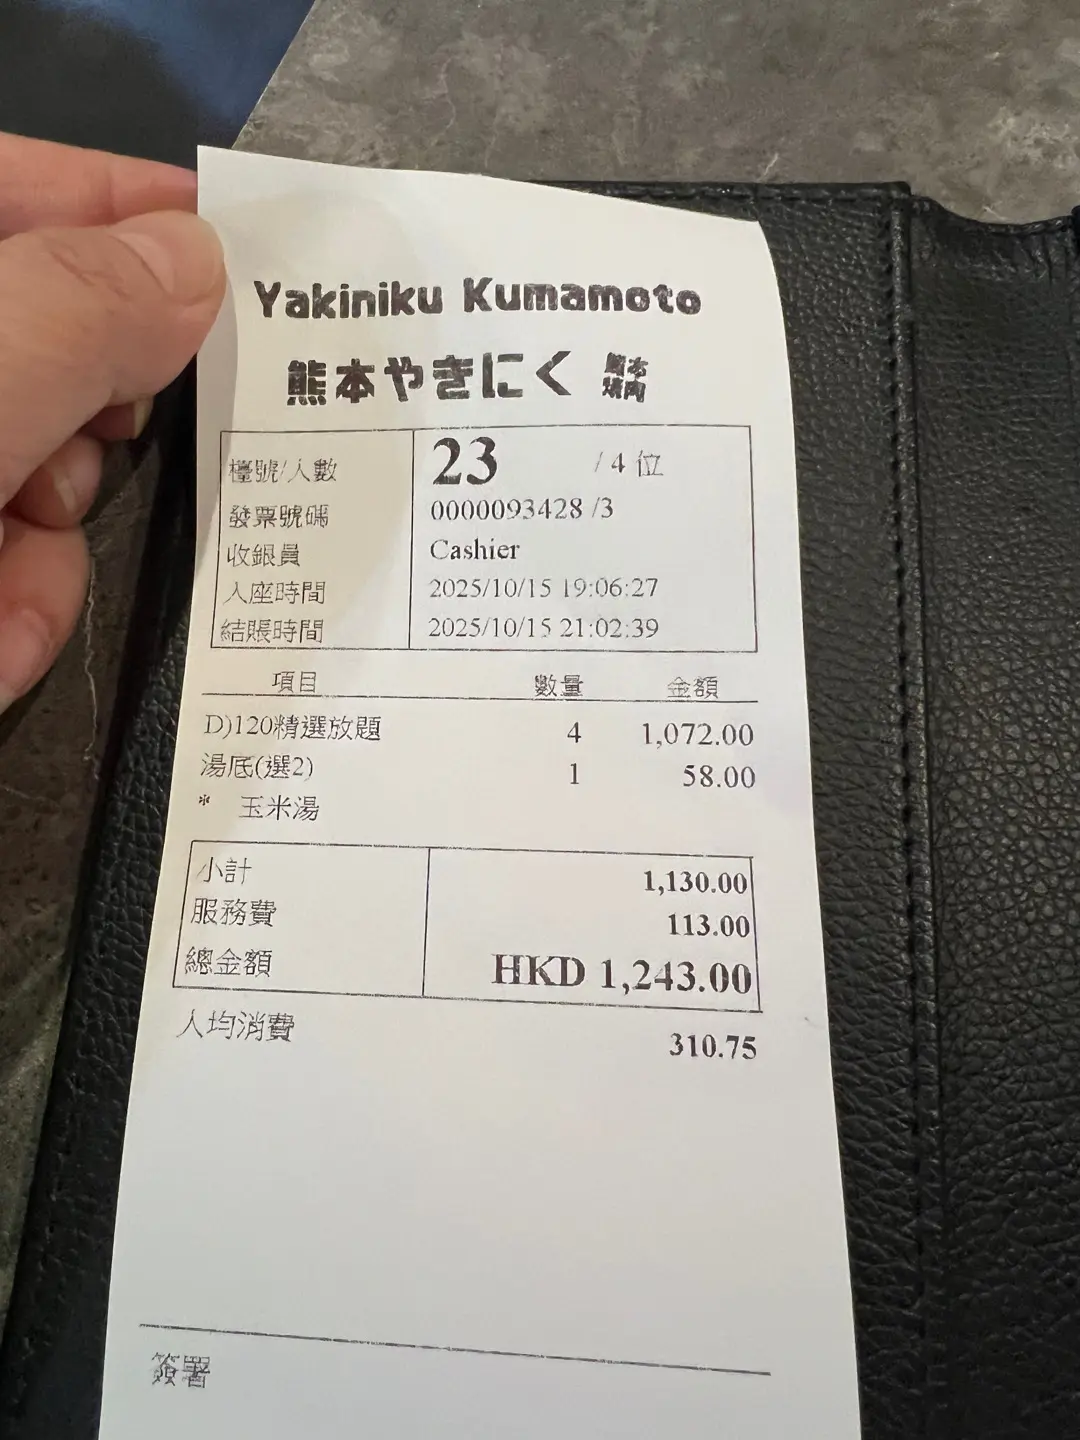 Yakiniku Kumamoto
熊本やきにく 熊本焼肉
檯號/人數 23 /4 位
發票號碼 0000093428 /3
收銀員 Cashier
入座時間 2025/10/15 19:06:27
結賬時間 2025/10/15 21:02:39
項目 數量 金額
D)120精選放題 4 1,072.00
湯底(選2) 1 58.00
* 玉米湯
小計 1,130.00
服務費 113.00
總金額 HKD 1,243.00
人均消費 310.75
簽署